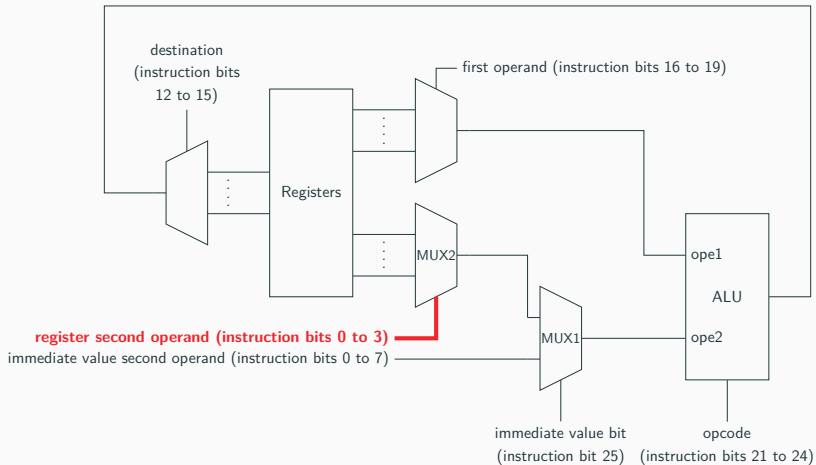 destination
(instruction bits
12 to 15)
first operand (instruction bits 16 to 19)
Registers
MUX2
ope1
ALU
register second operand (instruction bits 0 to 3)
MUX1
ope2
immediate value second operand (instruction bits 0 to 7)
immediate value bit
(instruction bit 25)
opcode
(instruction bits 21 to 24)